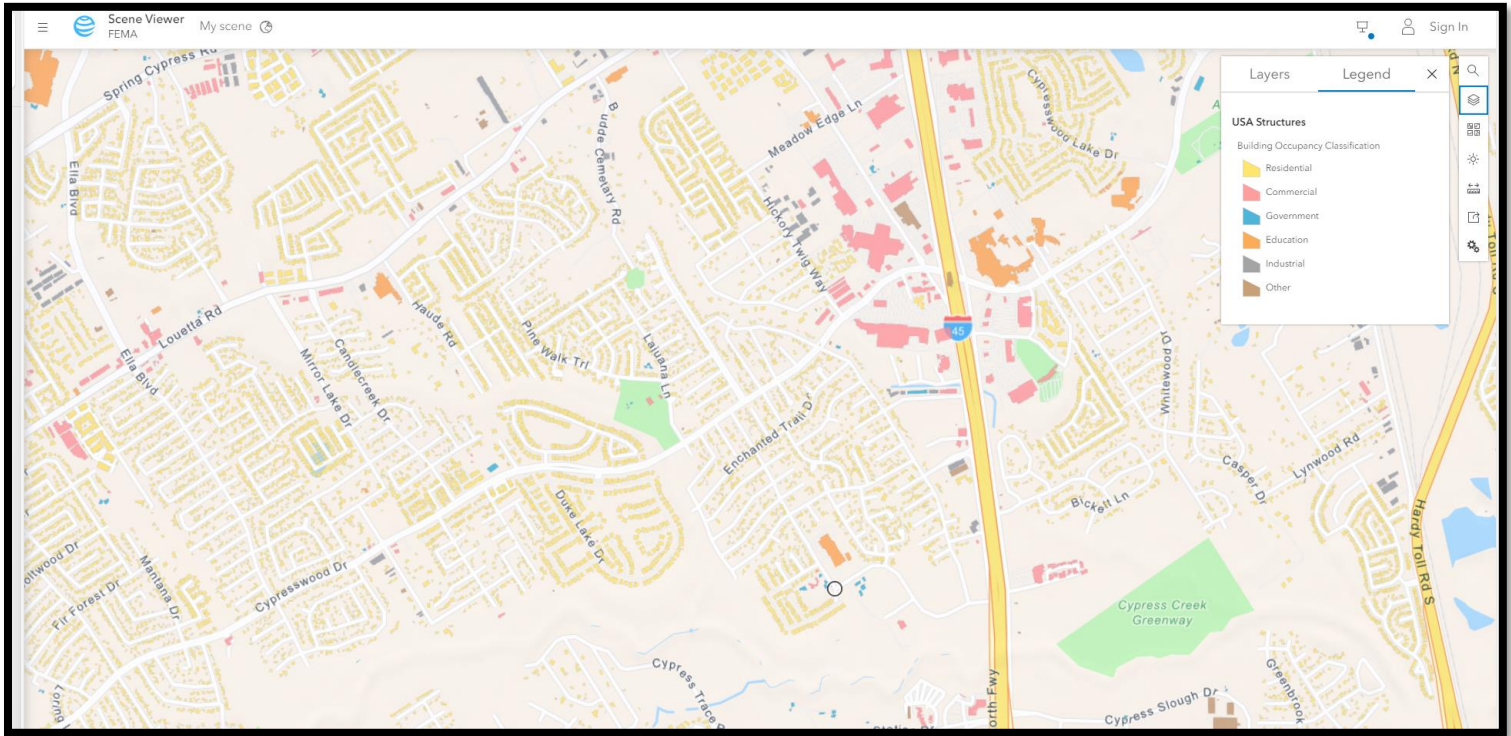 Scene Viewer
FEMA
My scene
Sign In
Layers
Legend
USA Structures
Building Occupancy Classification
Residential
Commercial
Government
Education
Industrial
Other
Spring Cypress Rd
Ella Blvd
Budde Cemetary Rd
Meadow Edge Ln
Cypresswood Lake Dr
Hickory Twig Way
Louetta Rd
Ella Blvd
Mirror Lake Dr
Candlecreek Dr
Haude Rd
Pine Walk Trl
Lajuana Ln
45
Whitewood Dr
Enchanted Trail Dr
Duke Lake Dr
Casper Dr
Lynwood Rd
Bickett Ln
Hardy Toll Rd S
Mantana Dr
Fir Forest Dr
Cypresswood Dr
Cypress Creek
Greenway
Cypress Trace
orth Fwy
Cypress Slough Dr
Greenbrook
Loring